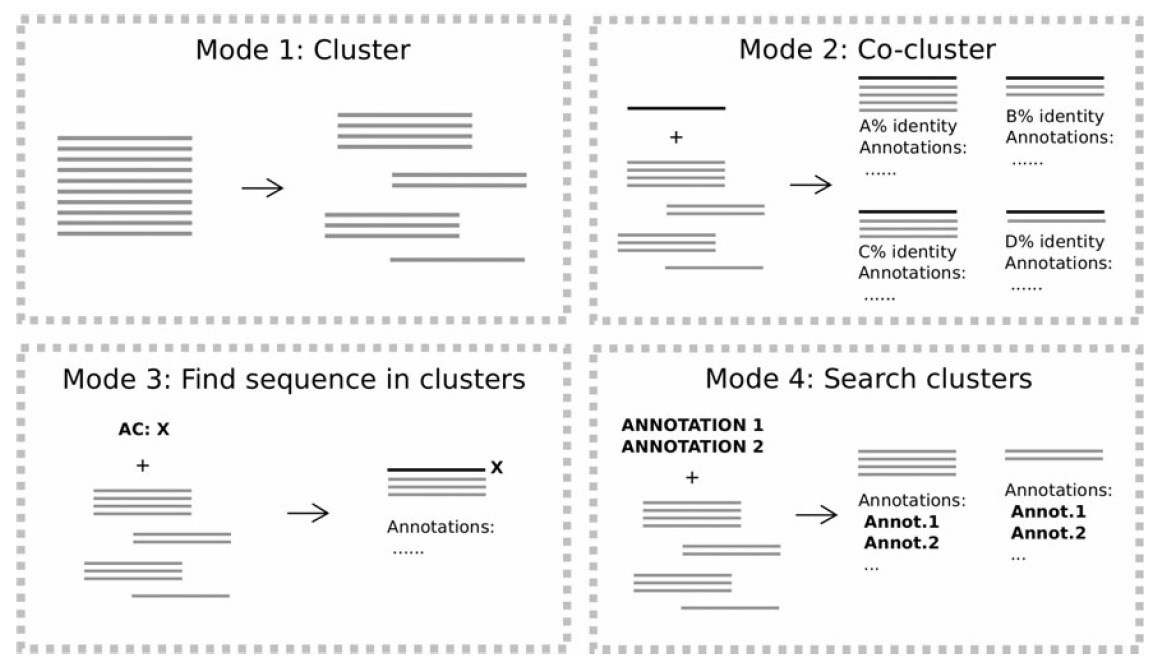 Mode 1: Cluster
Mode 2: Co-cluster
+
A% identity
Annotations:
......
B% identity
Annotations:
......
C% identity
Annotations:
......
D% identity
Annotations:
......
Mode 3: Find sequence in clusters
AC: X
+
X
Annotations:
......
Mode 4: Search clusters
ANNOTATION 1
ANNOTATION 2
+
Annotations:
Annot.1
Annot.2
...
Annotations:
Annot.1
Annot.2
...